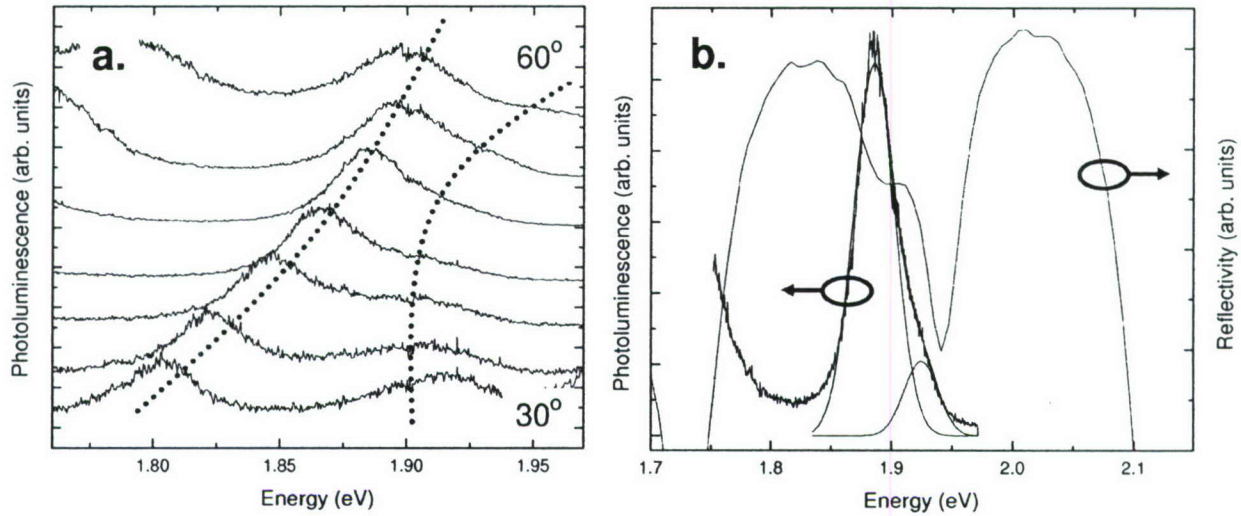 a.
60°
30°
Photoluminescence (arb. units)
1.80 1.85 1.90 1.95
Energy (eV)
b.
Photoluminescence (arb. units)
Reflectivity (arb. units)
1.7 1.8 1.9 2.0 2.1
Energy (eV)